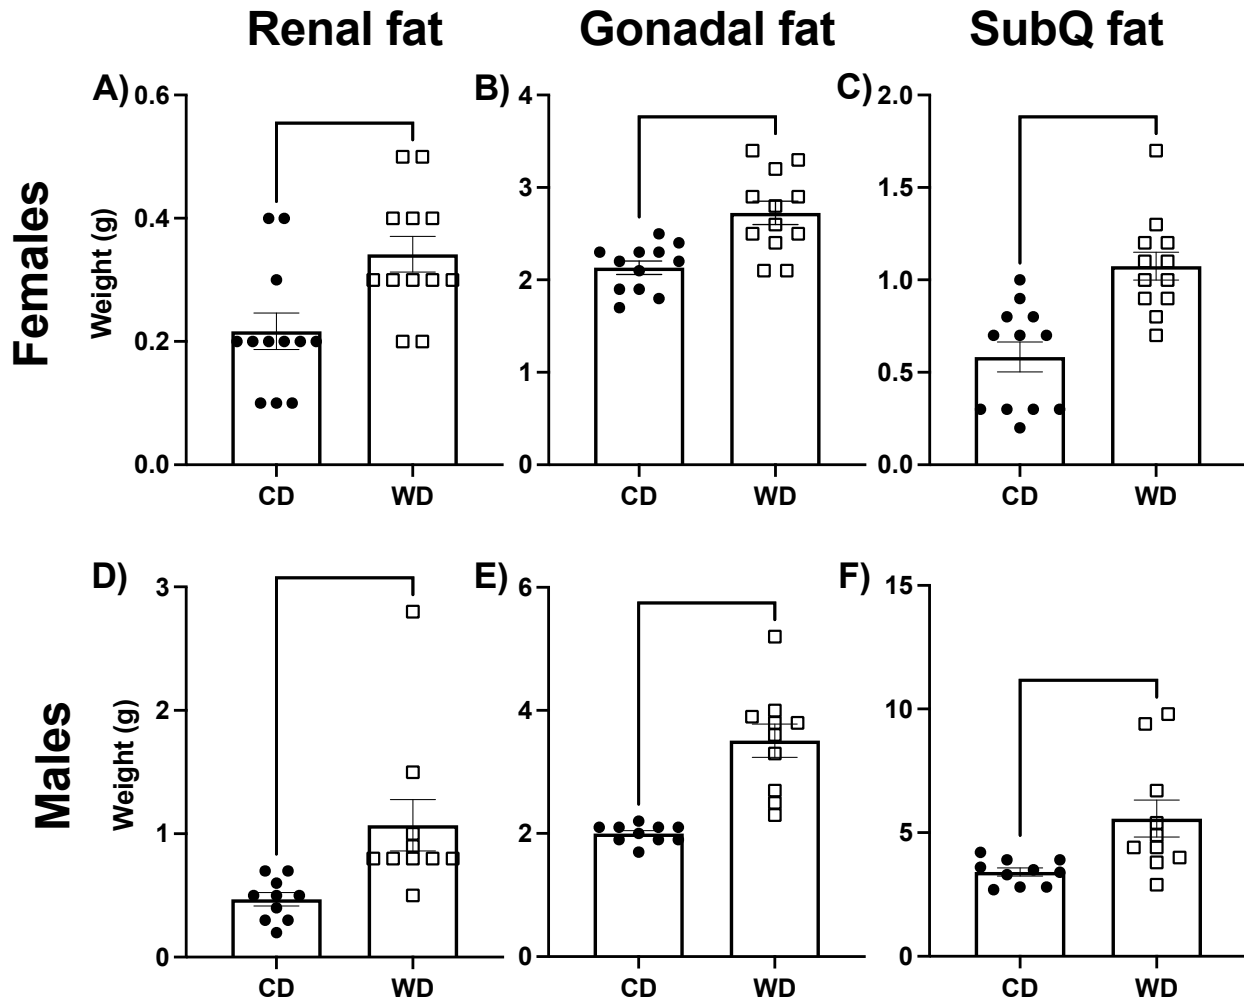 Renal fat
Gonadal fat
SubQ fat
Females
A)
Weight (g)
0.6
0.4
0.2
0.0
CD
WD
B)
4
3
2
1
0
CD
WD
C)
2.0
1.5
1.0
0.5
0.0
CD
WD
Males
D)
Weight (g)
3
2
1
0
CD
WD
E)
6
4
2
0
CD
WD
F)
15
10
5
0
CD
WD